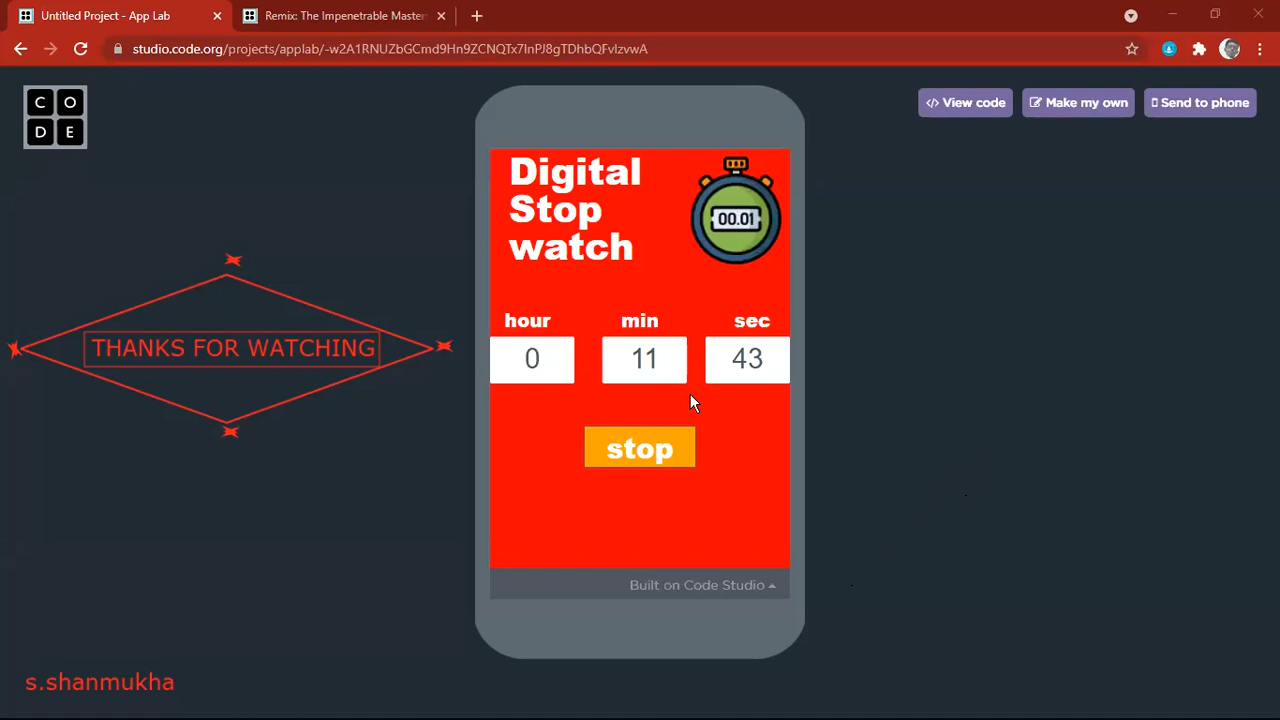 Untitled Project - App Lab
Remix: The Impenetrable Master
studio.code.org/projects/applab/-w2A1RNUZbGCmd9Hn9ZCNQTx7InPJ8gTDhbQFvIzvwA
C O
D E
</> View code
Make my own
Send to phone
Digital
Stop
watch
00.01
hour min sec
0 11 43
stop
THANKS FOR WATCHING
Built on Code Studio
s.shanmukha